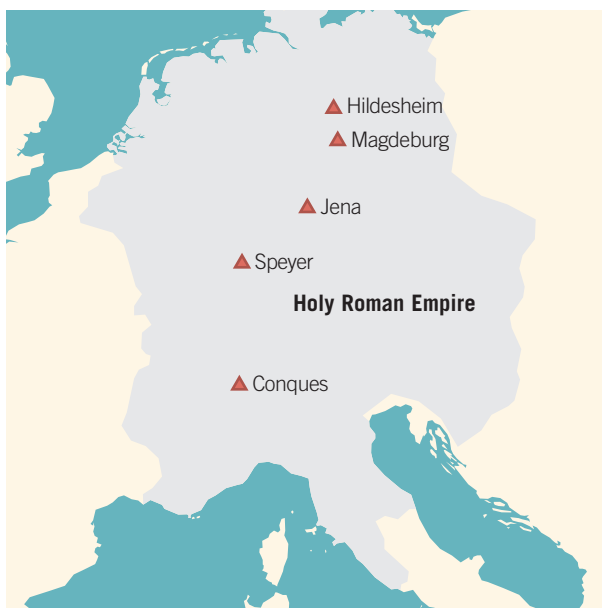 Hildesheim
Magdeburg
Jena
Speyer
Holy Roman Empire
Conques